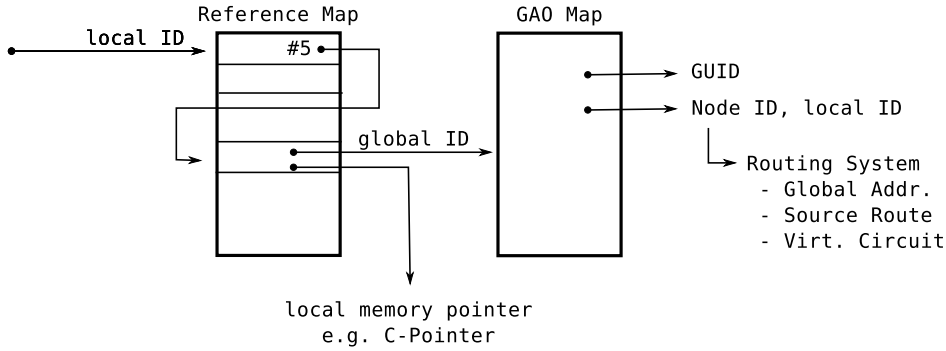 Reference Map
GAO Map
local ID
#5
GUID
Node ID, local ID
global ID
Routing System
- Global Addr.
- Source Route
- Virt. Circuit
local memory pointer
e.g. C-Pointer